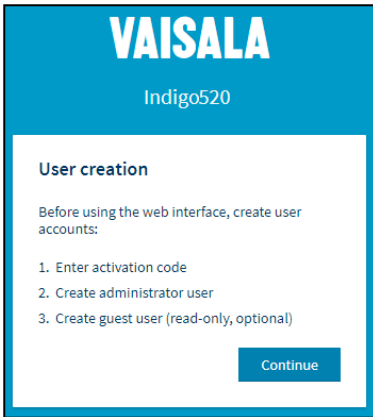 VAISALA
Indigo520
User creation
Before using the web interface, create user
accounts:
1. Enter activation code
2. Create administrator user
3. Create guest user (read-only, optional)
Continue